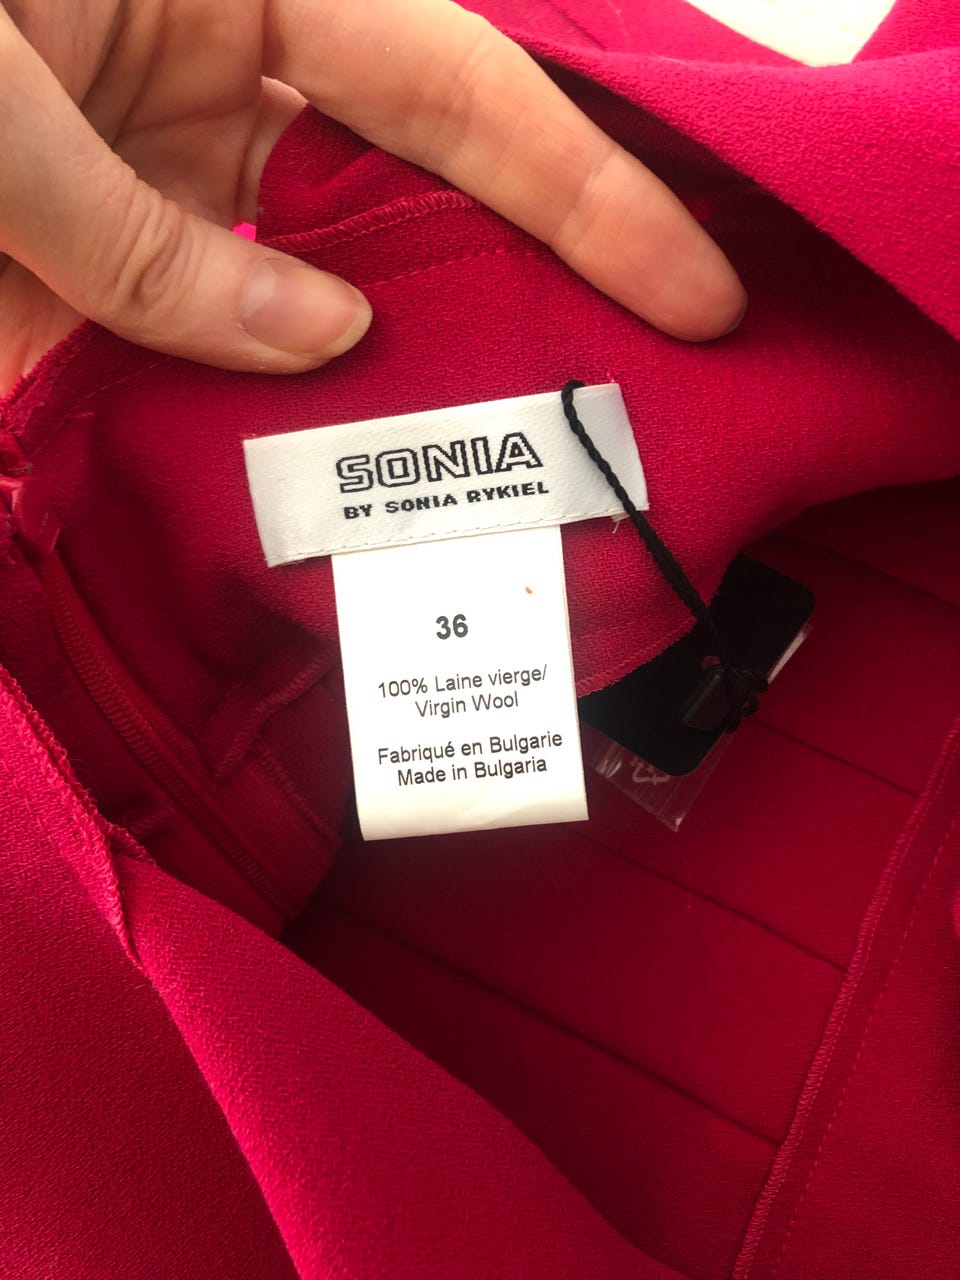 SONIA
BY SONIA RYKIEL
36
100% Laine vierge/
Virgin Wool
Fabriqué en Bulgarie
Made in Bulgaria